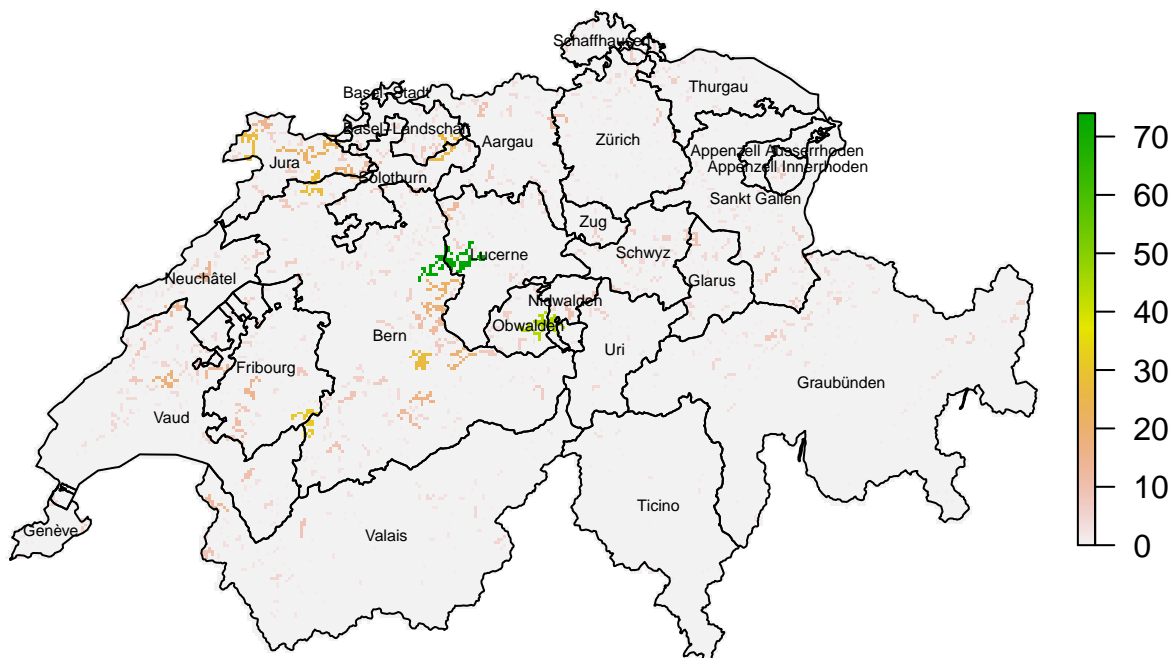 Schaffhausen
Basel-Stadt
Thurgau
Basel-Landschaft
Aargau
Zürich
Jura
Solothurn
Appenzell Ausserrhoden
Appenzell Innerrhoden
Sankt Gallen
Zug
Lucerne
Schwyz
Neuchâtel
Glarus
Nidwalden
Obwalden
Bern
Uri
Fribourg
Graubünden
Vaud
Genève
Valais
Ticino
70
60
50
40
30
20
10
0